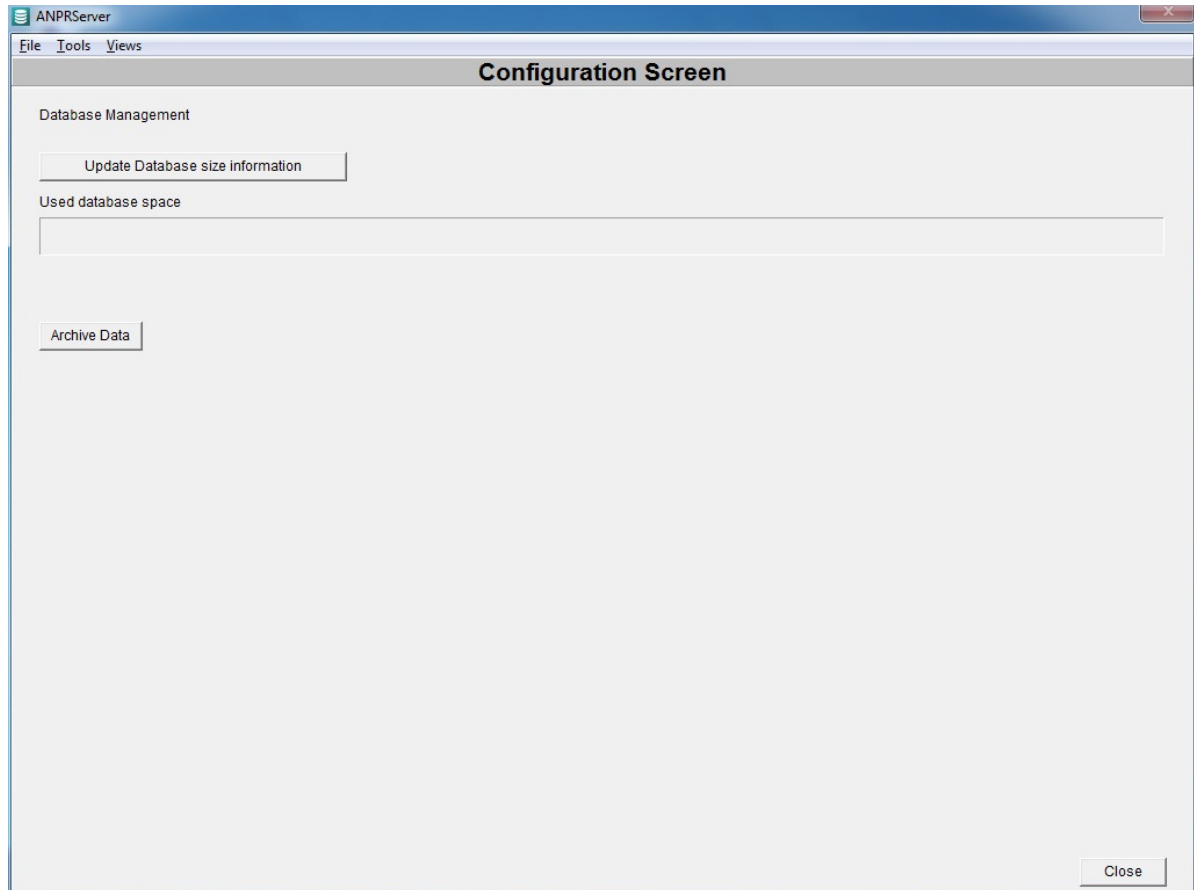 ANPRServer
File Tools Views
Configuration Screen
Database Management
Update Database size information
Used database space
Archive Data
Close